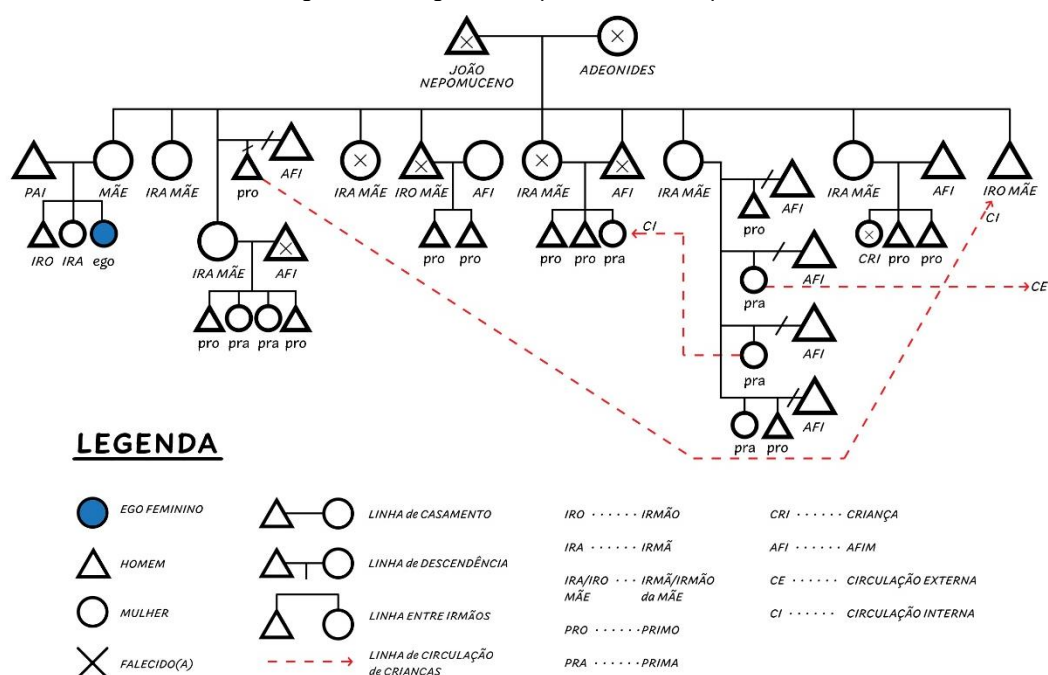 JOÃO
NEPOMUCENO
ADEONIDES
PAI
MÃE
IRA MÃE
pro
AFI
IRA MÃE
IRO MÃE
AFI
IRA MÃE
AFI
IRA MÃE
AFI
IRA MÃE
AFI
IRO MÃE
IRO
IRA
ego
IRA MÃE
AFI
pro
pro
pro
pro
pra
CI
pro
pra
AFI
CRI
pro
pro
CI
CE
pro
pra
pra
pro
pra
AFI
pra
pro
AFI
LEGENDA
EGO FEMININO
HOMEM
MULHER
FALECIDO(A)
LINHA de CASAMENTO
LINHA de DESCENDÊNCIA
LINHA ENTRE IRMÃOS
LINHA de CIRCULAÇÃO
de CRIANÇAS
IRO ······ IRMÃO
IRA ······ IRMÃ
IRA/IRO ··· IRMÃ/IRMÃO
MÃE da MÃE
PRO ······ PRIMO
PRA ······ PRIMA
CRI ······ CRIANÇA
AFI ······ AFIM
CE ······ CIRCULAÇÃO EXTERNA
CI ······ CIRCULAÇÃO INTERNA